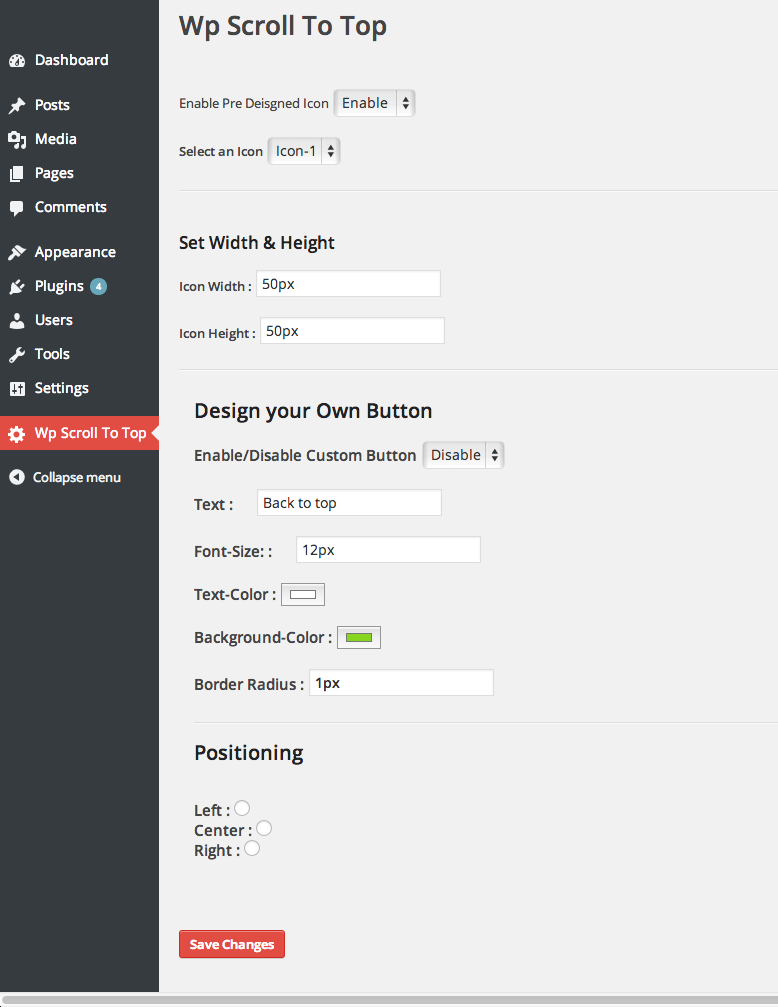 Dashboard
Posts
Media
Pages
Comments
Appearance
Plugins 4
Users
Tools
Settings
Wp Scroll To Top
Collapse menu
Wp Scroll To Top
Enable Pre Deisgned Icon Enable
Select an Icon Icon-1
Set Width & Height
Icon Width : 50px
Icon Height : 50px
Design your Own Button
Enable/Disable Custom Button Disable
Text : Back to top
Font-Size: : 12px
Text-Color :
Background-Color :
Border Radius : 1px
Positioning
Left :
Center :
Right :
Save Changes